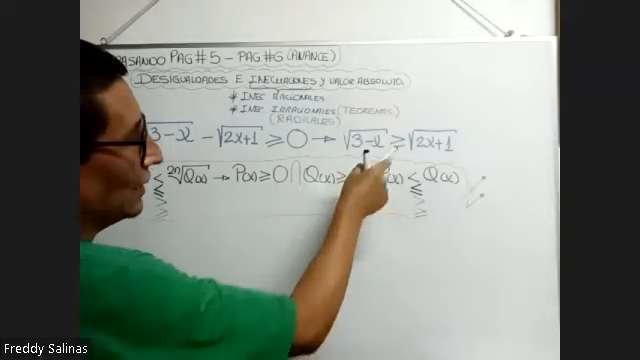 PASANDO PAG#5 - PAG#6 (AVANCE)
DESIGUALDADES E INECUACIONES Y VALOR ABSOLUTO
* INEC. RACIONALES
* INEC. IRRACIONALES (TEOREMAS)
(RADICALES)
3-x - √2x+1 ≥ 0 → √3-x ≥ √2x+1
< ²ⁿ√Q(x) → P(x) ≥ 0 ∩ Q(x) ≥ (x) < Q(x)
≤ ≤
> >
≥ ≥
Freddy Salinas